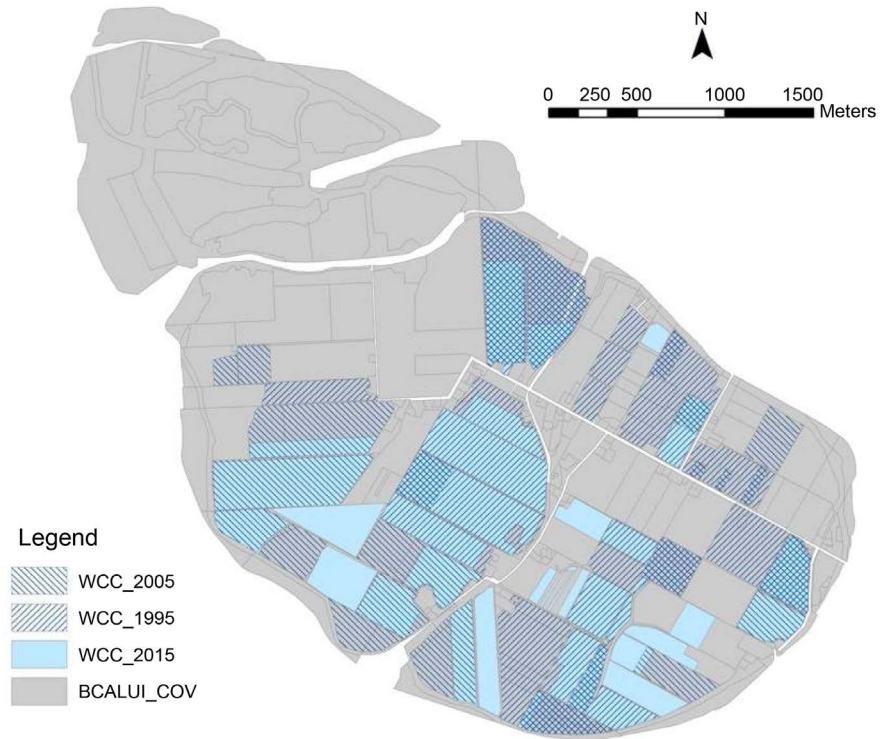 N
0 250 500 1000 1500
Meters
Legend
WCC_2005
WCC_1995
WCC_2015
BCALUI_COV